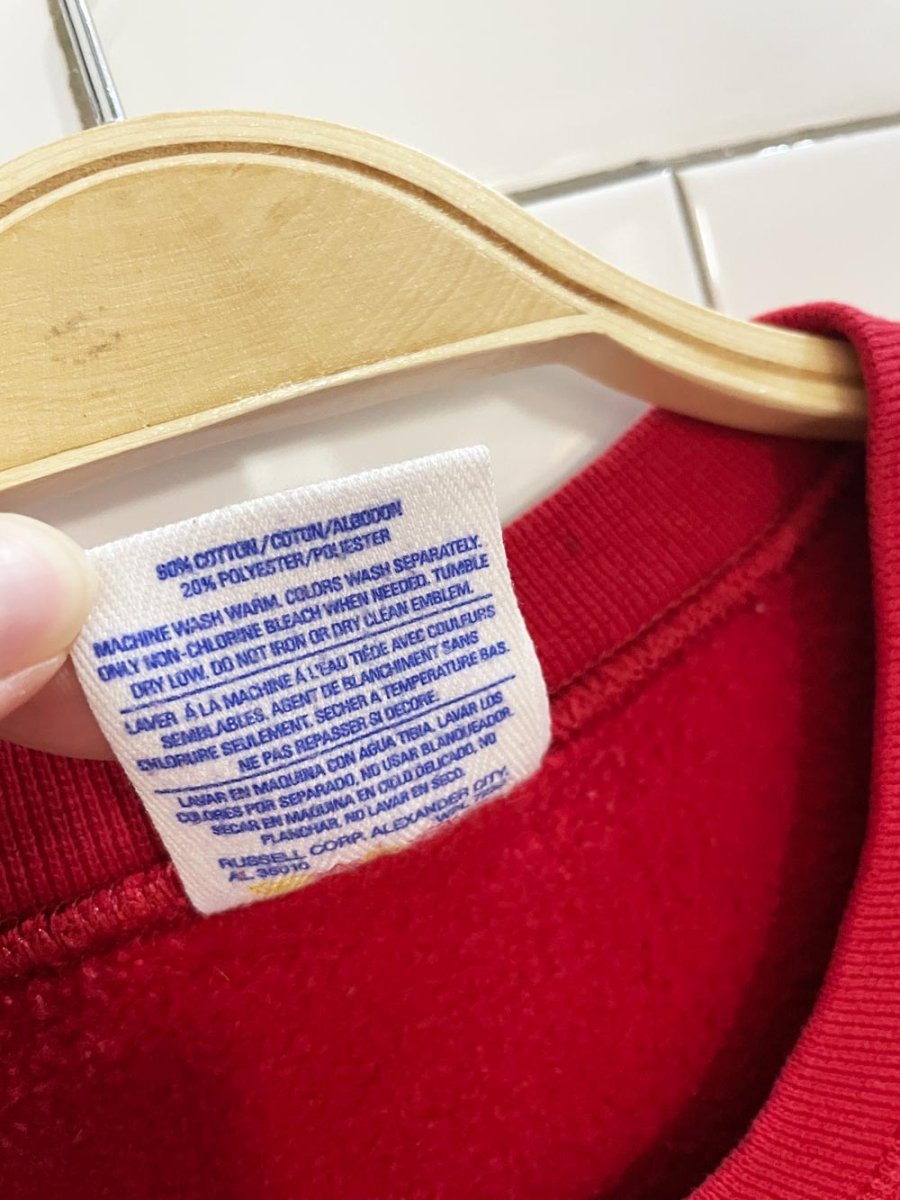 80% COTTON/COTON/ALGODON
20% POLYESTER/POLIESTER
MACHINE WASH WARM. COLORS WASH SEPARATELY.
ONLY NON-CHLORINE BLEACH WHEN NEEDED. TUMBLE
DRY LOW. DO NOT IRON OR DRY CLEAN EMBLEM.
LAVER À LA MACHINE À L'EAU TIÈDE AVEC COULEURS
SEMBLABLES. AGENT DE BLANCHIMENT SANS
CHLORURE SEULEMENT. SECHER A TEMPERATURE BAS.
NE PAS REPASSER SI DECORE.
LAVAR EN MAQUINA CON AGUA TIBIA. LAVAR LOS
COLORES POR SEPARADO, NO USAR BLANQUEADOR
SECAR EN MAQUINA EN CICLO DELICADO, NO
PLANCHAR, NO LAVAR EN SECO.
RUSSELL CORP. ALEXANDER CITY,
AL 35010